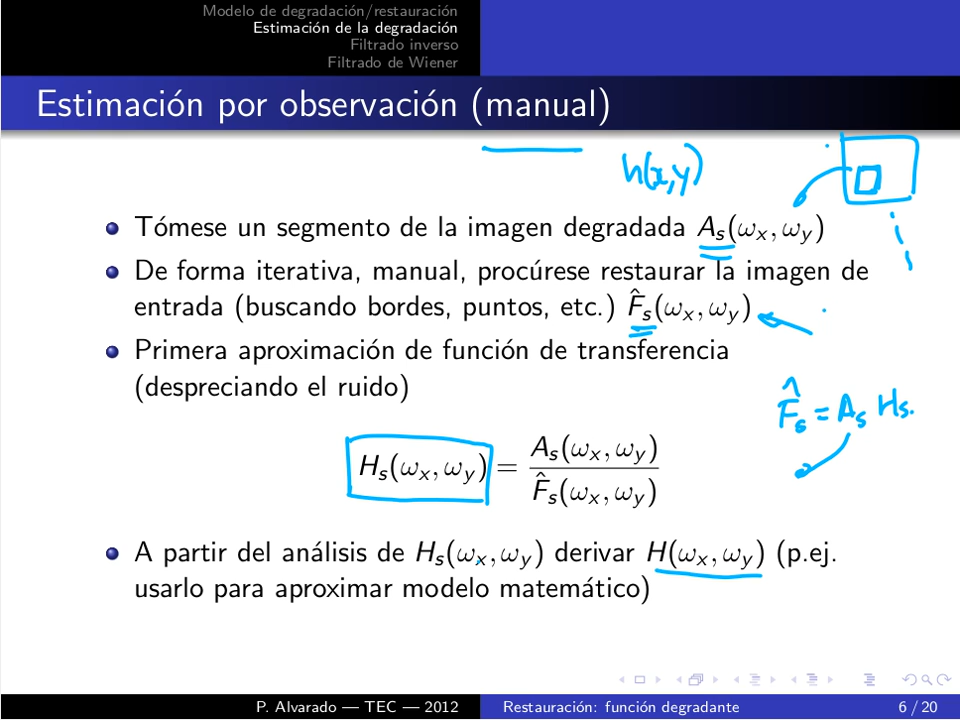 Modelo de degradación/restauración
Estimación de la degradación
Filtrado inverso
Filtrado de Wiener
Estimación por observación (manual)
h(x,y)
Tómese un segmento de la imagen degradada A_s(ω_x, ω_y)
De forma iterativa, manual, procúrese restaurar la imagen de
entrada (buscando bordes, puntos, etc.) F̂_s(ω_x, ω_y)
Primera aproximación de función de transferencia
(despreciando el ruido)
F̂_s = A_s H_s.
H_s(ω_x, ω_y) = A_s(ω_x, ω_y) / F̂_s(ω_x, ω_y)
A partir del análisis de H_s(ω_x, ω_y) derivar H(ω_x, ω_y) (p.ej.
usarlo para aproximar modelo matemático)
P. Alvarado — TEC — 2012
Restauración: función degradante
6 / 20